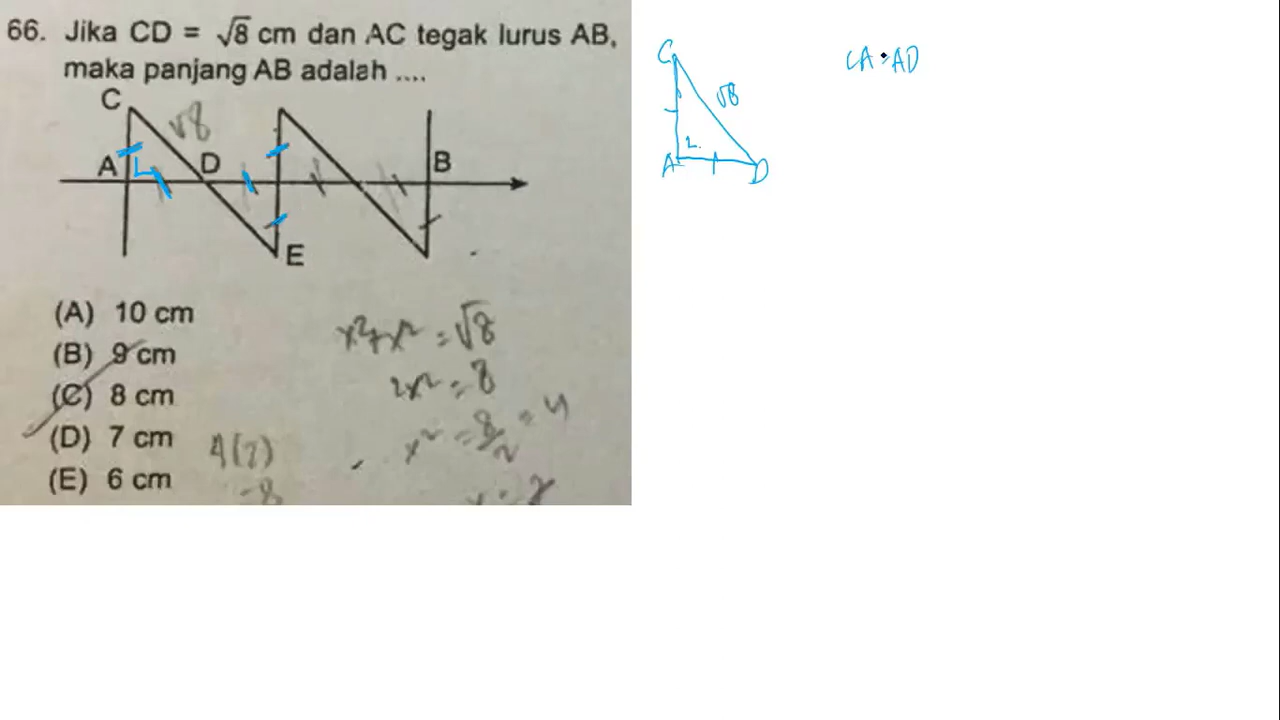 66. Jika CD = √8 cm dan AC tegak lurus AB,
maka panjang AB adalah ....
C
√8
A
D
B
E
(A) 10 cm
(B) 9 cm
(C) 8 cm
(D) 7 cm
(E) 6 cm
x²+x² = √8
2x² = 8
x² = 8/2 = 4
4(2)
=8
C
√8
A
D
CA • AD